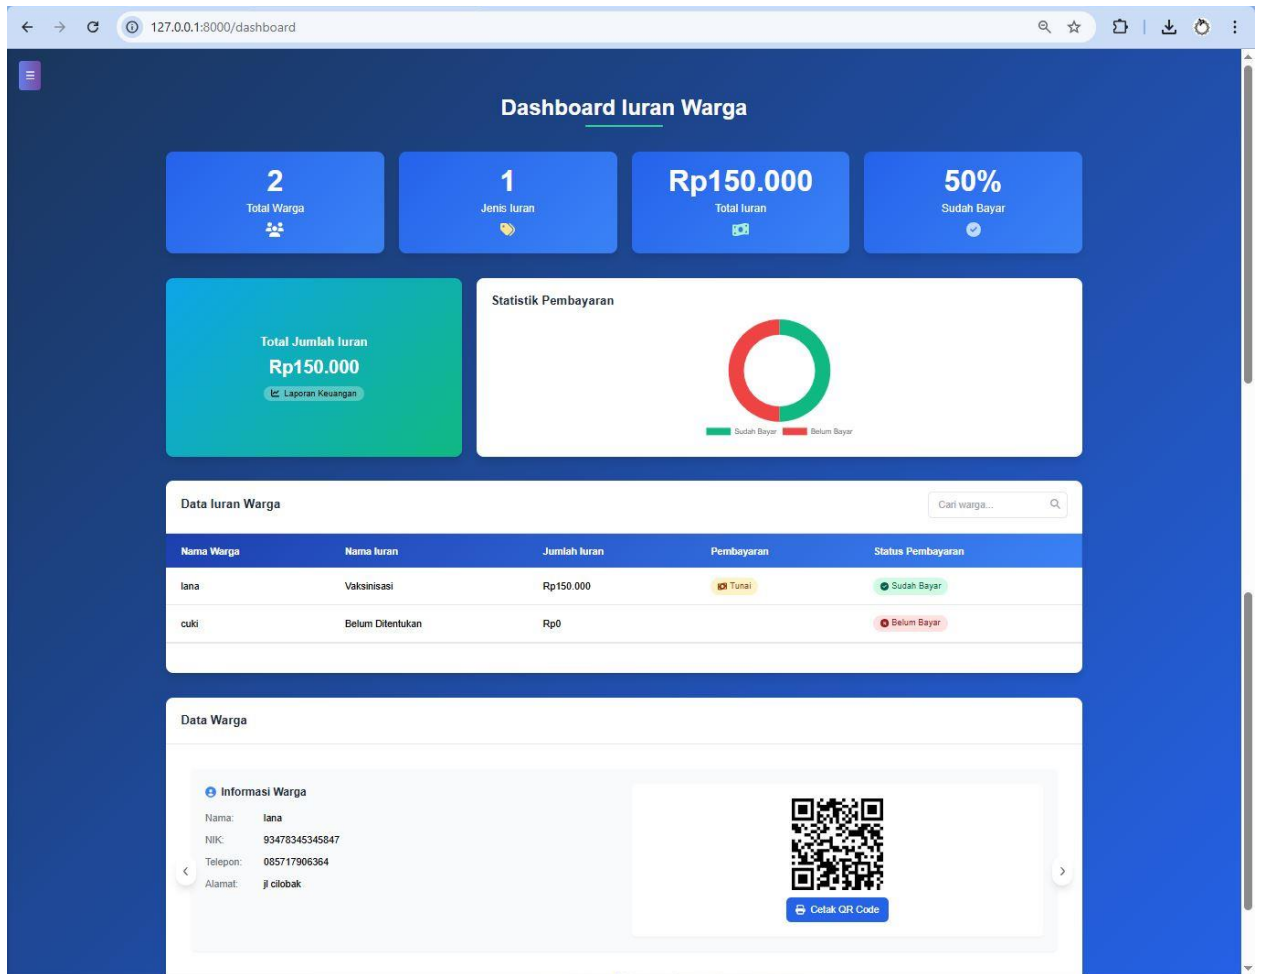 127.0.0.1:8000/dashboard
Dashboard Iuran Warga
2
Total Warga
1
Jenis Iuran
Rp150.000
Total Iuran
50%
Sudah Bayar
Total Jumlah Iuran
Rp150.000
Laporan Keuangan
Statistik Pembayaran
Sudah Bayar Belum Bayar
Data Iuran Warga
Cari warga...
Nama Warga Nama Iuran Jumlah Iuran Pembayaran Status Pembayaran
lana Vaksinisasi Rp150.000 Tunai Sudah Bayar
cuki Belum Ditentukan Rp0 Belum Bayar
Data Warga
Informasi Warga
Nama: lana
NIK: 93478345345847
Telepon: 085717906364
Alamat: jl cilobak
Cetak QR Code